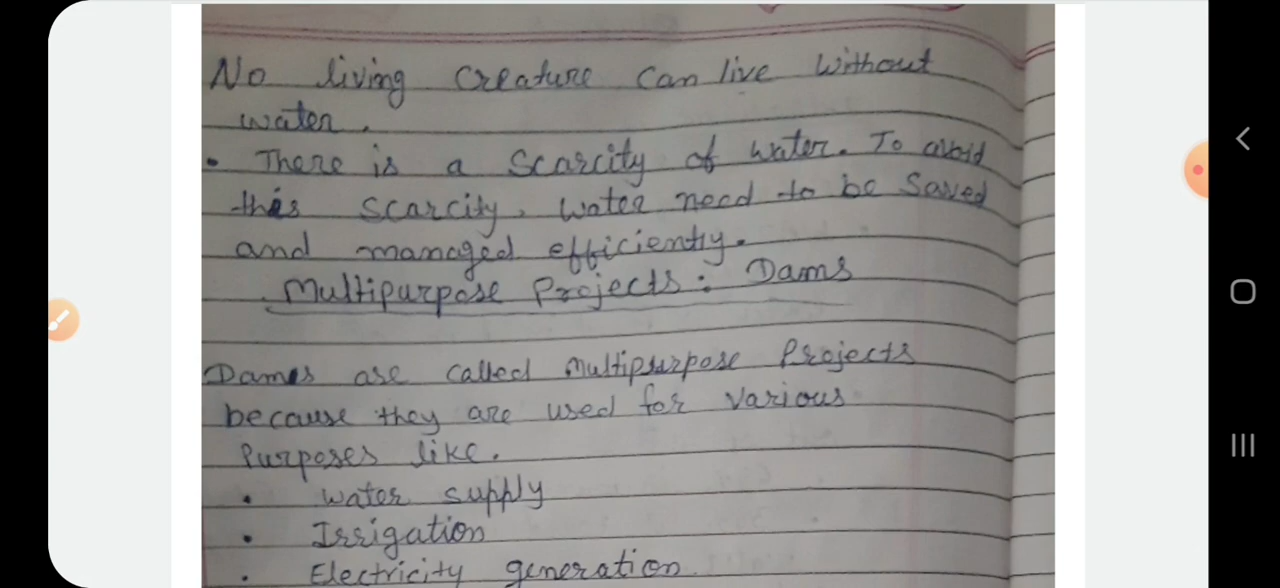 No living creature can live without
water.
• There is a scarcity of water. To avoid
this scarcity, water need to be saved
and managed efficiently.
Multipurpose Projects : Dams
Dams are called multipurpose Projects
because they are used for various
Purposes like.
• water supply
• Irrigation
• Electricity generation